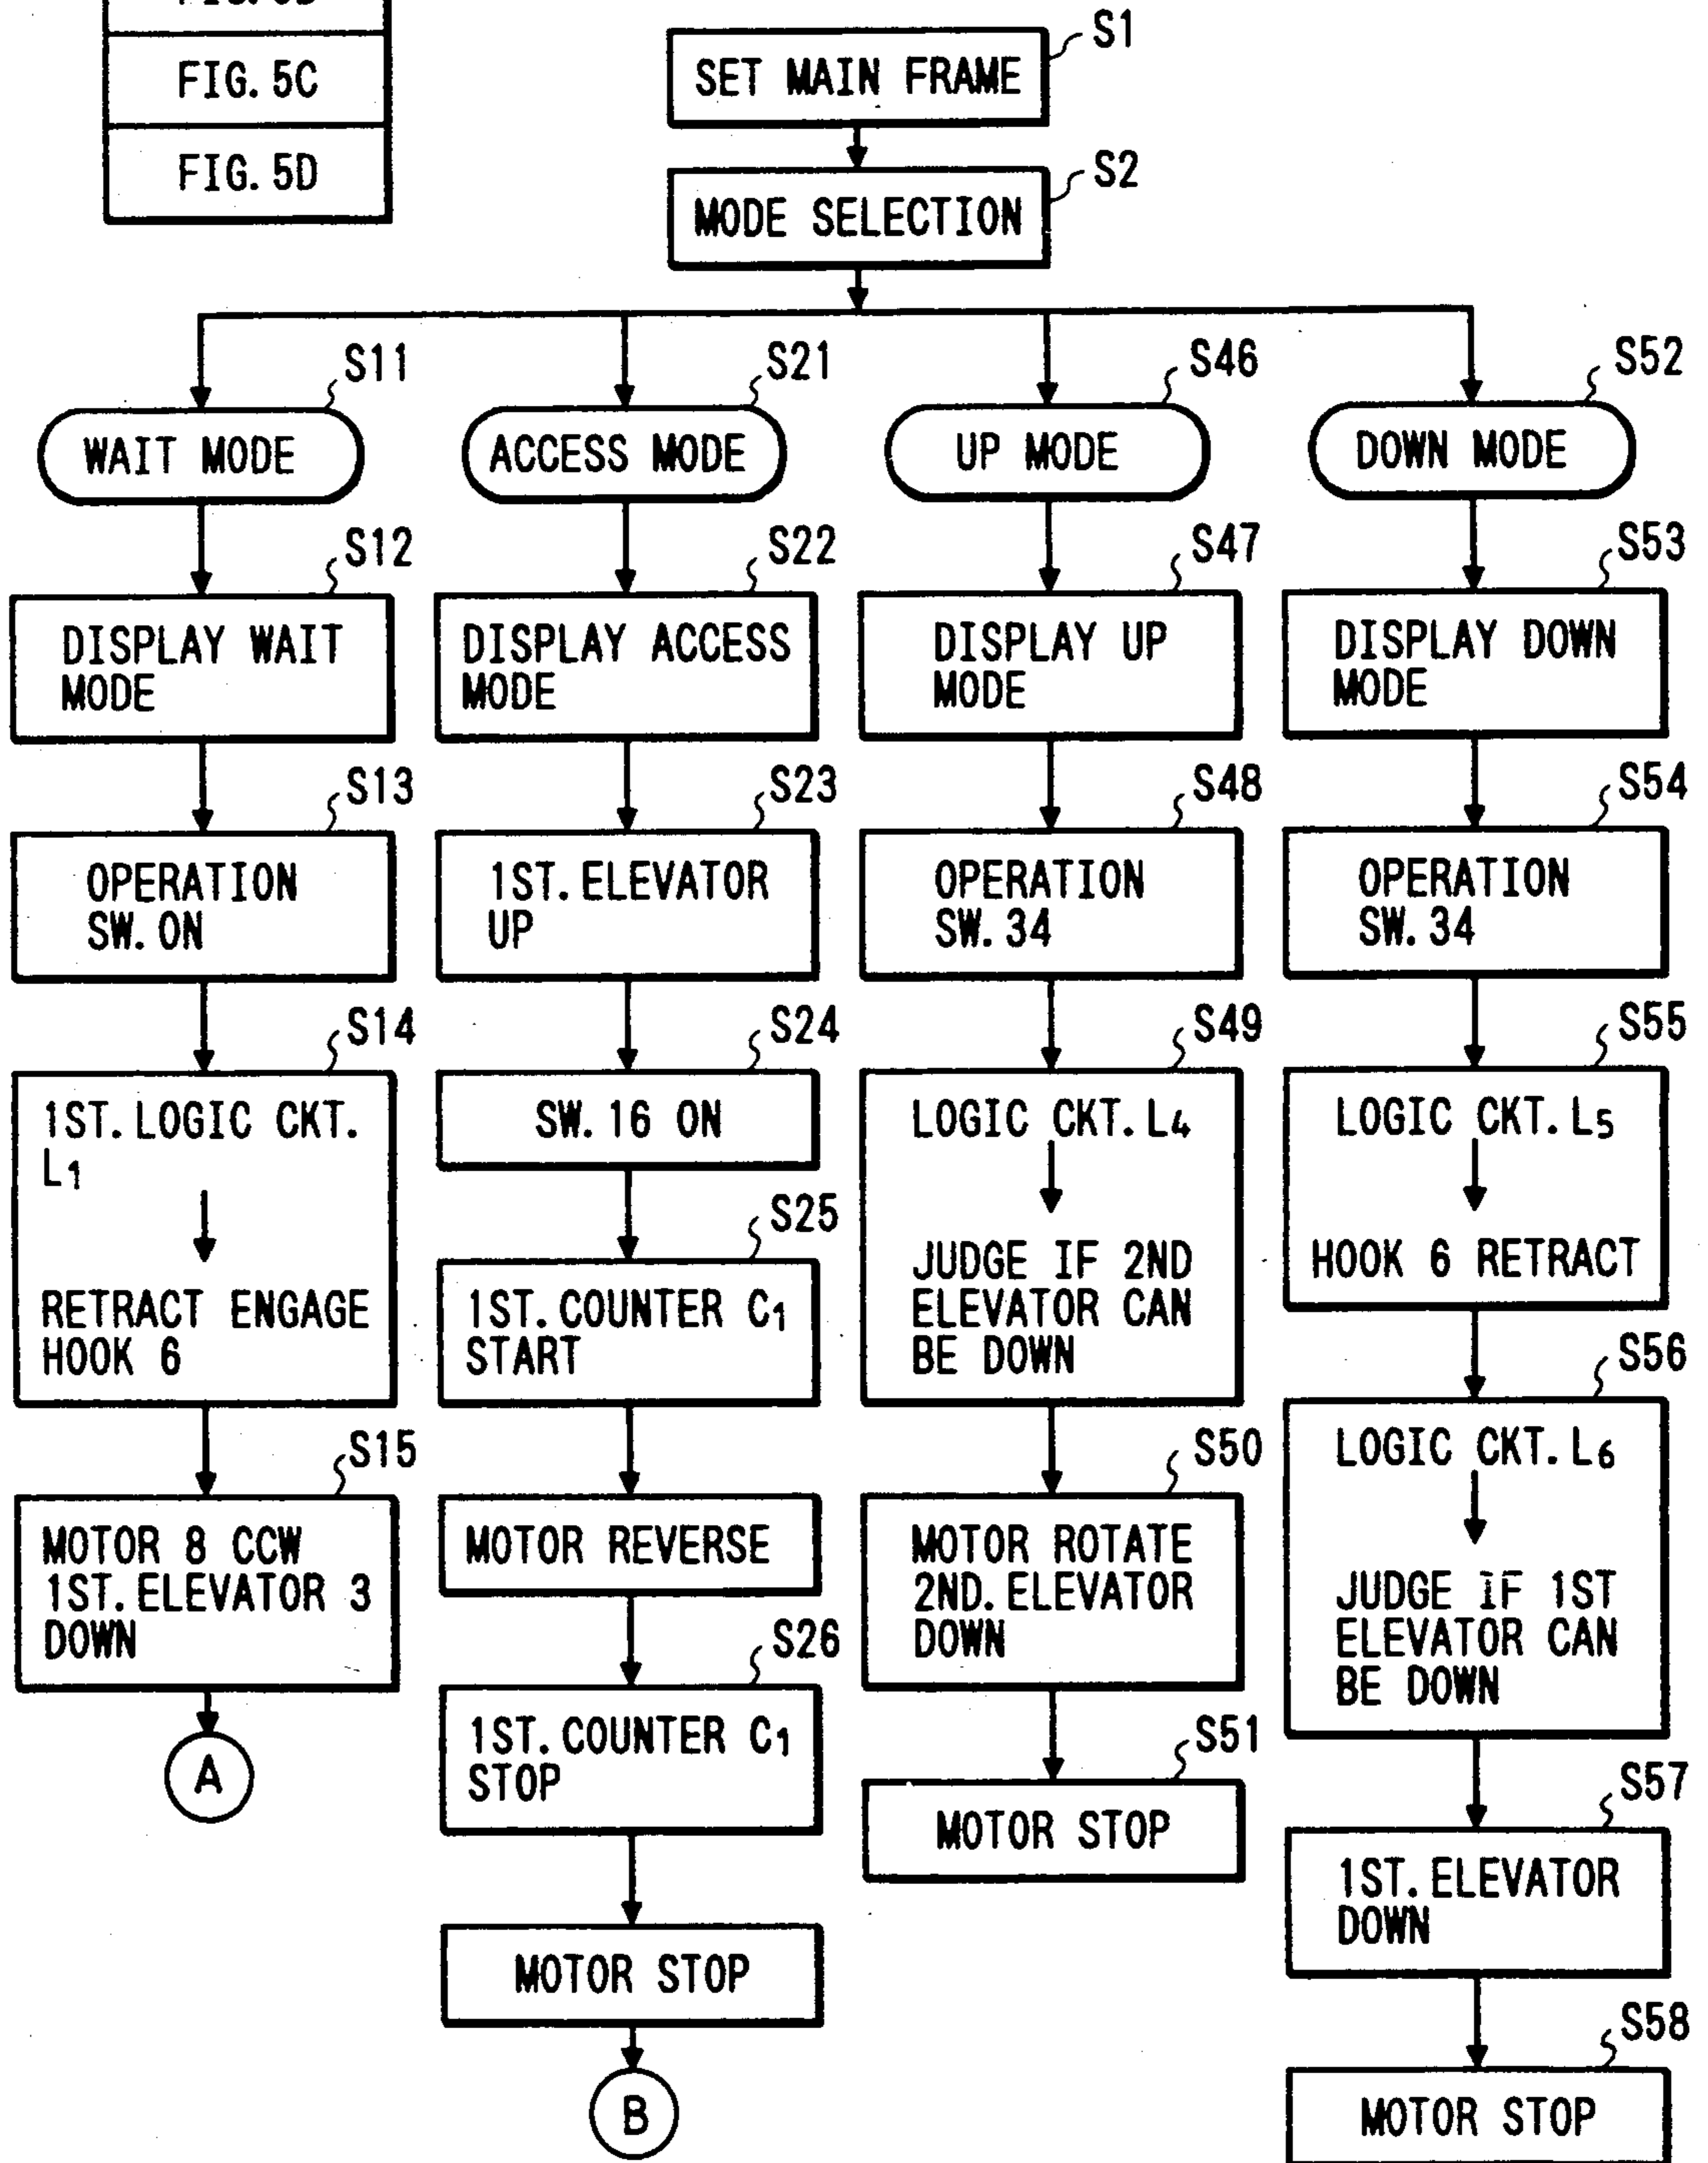 FIG. 5C
FIG. 5D
S1
SET MAIN FRAME
S2
MODE SELECTION
S11
WAIT MODE
S12
DISPLAY WAIT
MODE
S13
OPERATION
SW. ON
S14
1ST. LOGIC CKT.
L1
RETRACT ENGAGE
HOOK 6
S15
MOTOR 8 CCW
1ST. ELEVATOR 3
DOWN
A
S21
ACCESS MODE
S22
DISPLAY ACCESS
MODE
S23
1ST. ELEVATOR
UP
S24
SW. 16 ON
S25
1ST. COUNTER C1
START
MOTOR REVERSE
S26
1ST. COUNTER C1
STOP
MOTOR STOP
B
S46
UP MODE
S47
DISPLAY UP
MODE
S48
OPERATION
SW. 34
S49
LOGIC CKT. L4
JUDGE IF 2ND
ELEVATOR CAN
BE DOWN
S50
MOTOR ROTATE
2ND. ELEVATOR
DOWN
S51
MOTOR STOP
S52
DOWN MODE
S53
DISPLAY DOWN
MODE
S54
OPERATION
SW. 34
S55
LOGIC CKT. L5
HOOK 6 RETRACT
S56
LOGIC CKT. L6
JUDGE IF 1ST
ELEVATOR CAN
BE DOWN
S57
1ST. ELEVATOR
DOWN
S58
MOTOR STOP